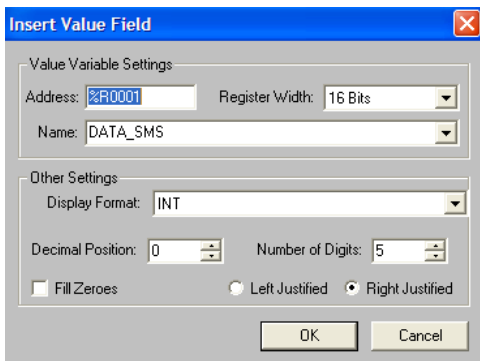 Insert Value Field
Value Variable Settings
Address: %R0001 Register Width: 16 Bits
Name: DATA_SMS
Other Settings
Display Format: INT
Decimal Position: 0 Number of Digits: 5
Fill Zeroes Left Justified Right Justified
OK Cancel